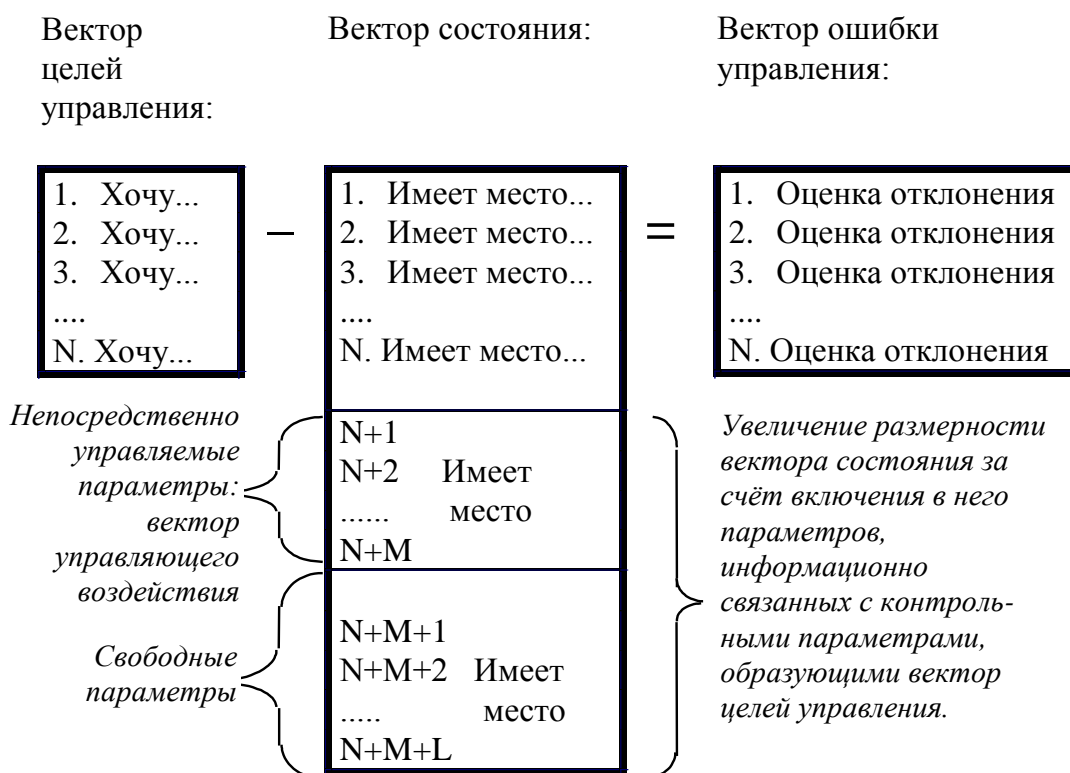 Вектор
целей
управления:
Вектор состояния:
Вектор ошибки
управления:
1. Хочу...
2. Хочу...
3. Хочу...
....
N. Хочу...
–
1. Имеет место...
2. Имеет место...
3. Имеет место...
....
N. Имеет место...
=
1. Оценка отклонения
2. Оценка отклонения
3. Оценка отклонения
....
N. Оценка отклонения
Непосредственно
управляемые
параметры:
вектор
управляющего
воздействия
N+1
N+2 Имеет
...... место
N+M
Свободные
параметры
N+M+1
N+M+2 Имеет
..... место
N+M+L
Увеличение размерности
вектора состояния за
счёт включения в него
параметров,
информационно
связанных с контроль-
ными параметрами,
образующими вектор
целей управления.